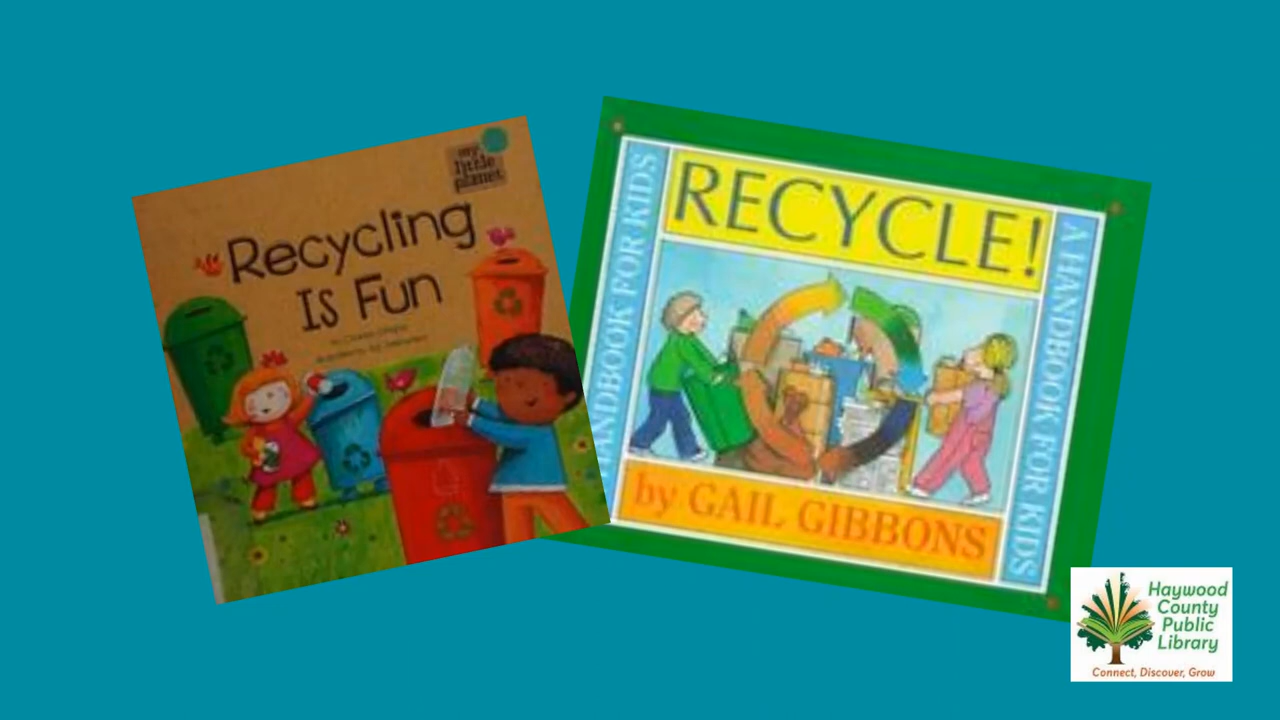 my
little
planet
Recycling
Is Fun
RECYCLE!
A HANDBOOK FOR KIDS
HANDBOOK FOR KIDS
by GAIL GIBBONS
Haywood
County
Public
Library
Connect, Discover, Grow